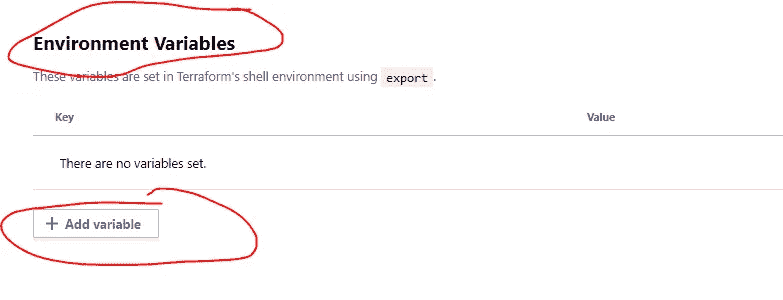 Environment Variables
These variables are set in Terraform's shell environment using export.
Key Value
There are no variables set.
+ Add variable